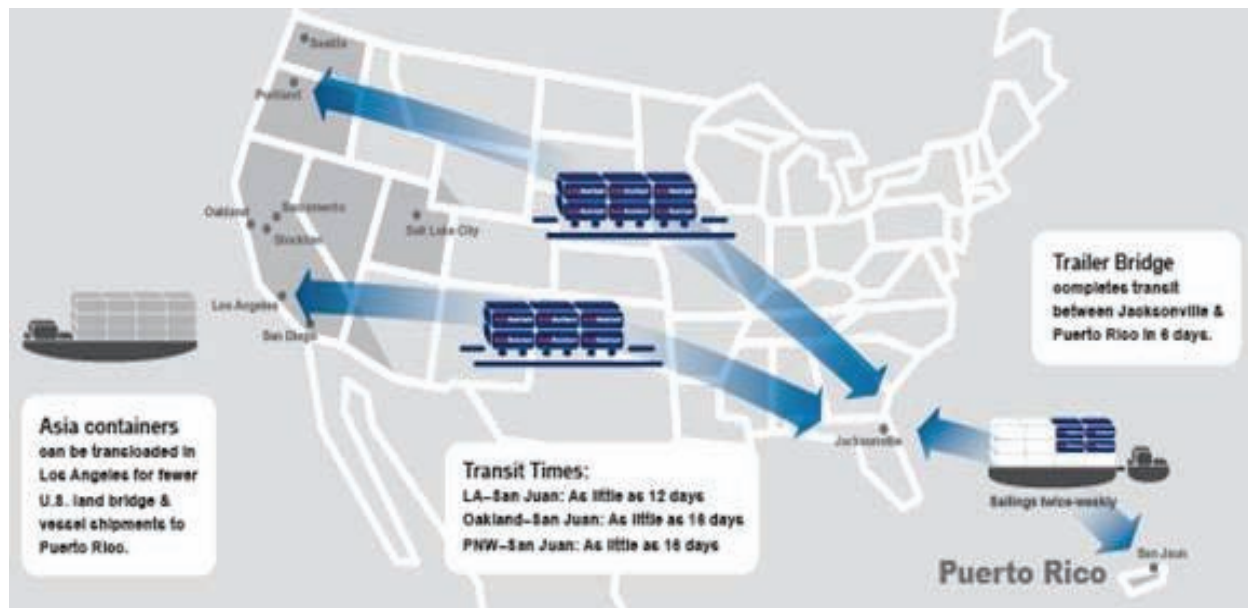 Seattle
Portland
Oakland
Sacramento
Stockton
Salt Lake City
Los Angeles
San Diego
Trailer Bridge
completes transit
between Jacksonville &
Puerto Rico in 6 days.
Asia containers
can be transloaded in
Los Angeles for fewer
U.S. land bridge &
vessel shipments to
Puerto Rico.
Transit Times:
LA–San Juan: As little as 12 days
Oakland–San Juan: As little as 16 days
PNW–San Juan: As little as 16 days
Jacksonville
Sailings twice-weekly
San Juan
Puerto Rico